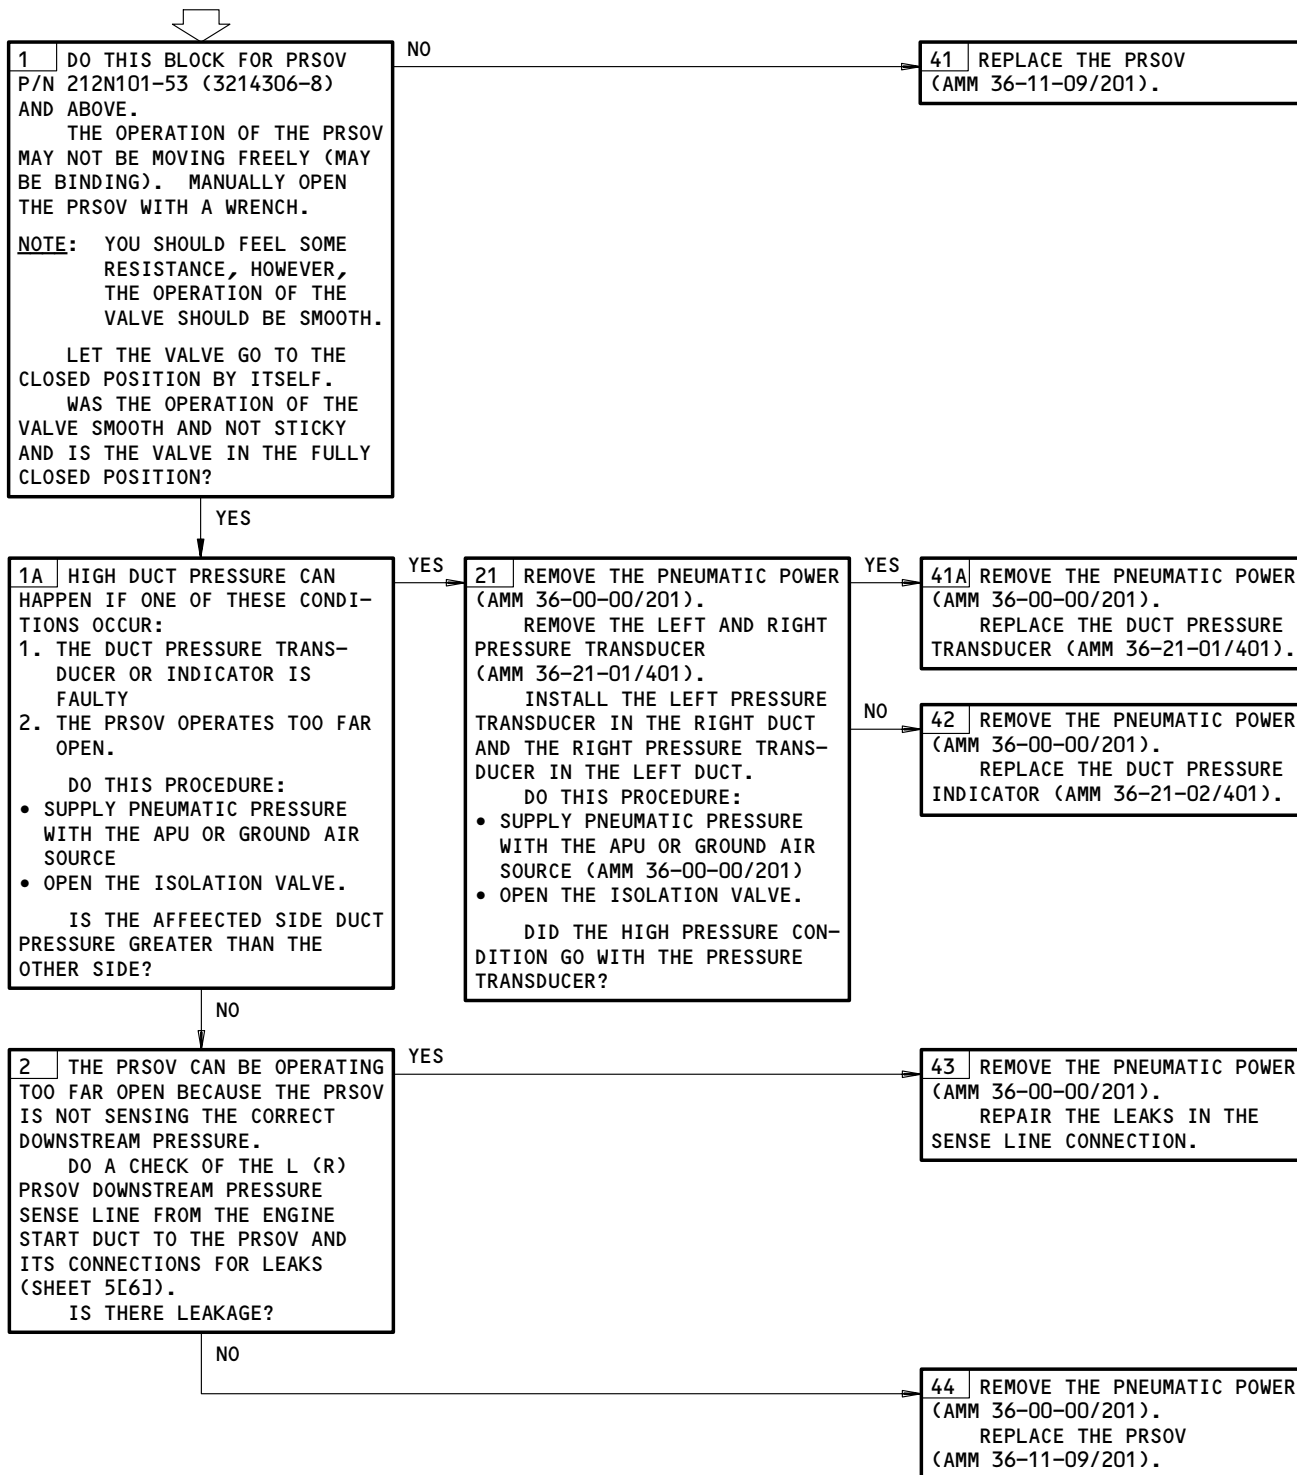 1 DO THIS BLOCK FOR PRSOV
P/N 212N101-53 (3214306-8)
AND ABOVE.
THE OPERATION OF THE PRSOV
MAY NOT BE MOVING FREELY (MAY
BE BINDING). MANUALLY OPEN
THE PRSOV WITH A WRENCH.
NOTE: YOU SHOULD FEEL SOME
RESISTANCE, HOWEVER,
THE OPERATION OF THE
VALVE SHOULD BE SMOOTH.
LET THE VALVE GO TO THE
CLOSED POSITION BY ITSELF.
WAS THE OPERATION OF THE
VALVE SMOOTH AND NOT STICKY
AND IS THE VALVE IN THE FULLY
CLOSED POSITION?
NO
41 REPLACE THE PRSOV
(AMM 36-11-09/201).
YES
1A HIGH DUCT PRESSURE CAN
HAPPEN IF ONE OF THESE CONDI-
TIONS OCCUR:
1. THE DUCT PRESSURE TRANS-
DUCER OR INDICATOR IS
FAULTY
2. THE PRSOV OPERATES TOO FAR
OPEN.
DO THIS PROCEDURE:
• SUPPLY PNEUMATIC PRESSURE
WITH THE APU OR GROUND AIR
SOURCE
• OPEN THE ISOLATION VALVE.
IS THE AFFEECTED SIDE DUCT
PRESSURE GREATER THAN THE
OTHER SIDE?
YES
21 REMOVE THE PNEUMATIC POWER
(AMM 36-00-00/201).
REMOVE THE LEFT AND RIGHT
PRESSURE TRANSDUCER
(AMM 36-21-01/401).
INSTALL THE LEFT PRESSURE
TRANSDUCER IN THE RIGHT DUCT
AND THE RIGHT PRESSURE TRANS-
DUCER IN THE LEFT DUCT.
DO THIS PROCEDURE:
• SUPPLY PNEUMATIC PRESSURE
WITH THE APU OR GROUND AIR
SOURCE (AMM 36-00-00/201)
• OPEN THE ISOLATION VALVE.
DID THE HIGH PRESSURE CON-
DITION GO WITH THE PRESSURE
TRANSDUCER?
YES
41A REMOVE THE PNEUMATIC POWER
(AMM 36-00-00/201).
REPLACE THE DUCT PRESSURE
TRANSDUCER (AMM 36-21-01/401).
NO
42 REMOVE THE PNEUMATIC POWER
(AMM 36-00-00/201).
REPLACE THE DUCT PRESSURE
INDICATOR (AMM 36-21-02/401).
NO
2 THE PRSOV CAN BE OPERATING
TOO FAR OPEN BECAUSE THE PRSOV
IS NOT SENSING THE CORRECT
DOWNSTREAM PRESSURE.
DO A CHECK OF THE L (R)
PRSOV DOWNSTREAM PRESSURE
SENSE LINE FROM THE ENGINE
START DUCT TO THE PRSOV AND
ITS CONNECTIONS FOR LEAKS
(SHEET 5[6]).
IS THERE LEAKAGE?
YES
43 REMOVE THE PNEUMATIC POWER
(AMM 36-00-00/201).
REPAIR THE LEAKS IN THE
SENSE LINE CONNECTION.
NO
44 REMOVE THE PNEUMATIC POWER
(AMM 36-00-00/201).
REPLACE THE PRSOV
(AMM 36-11-09/201).